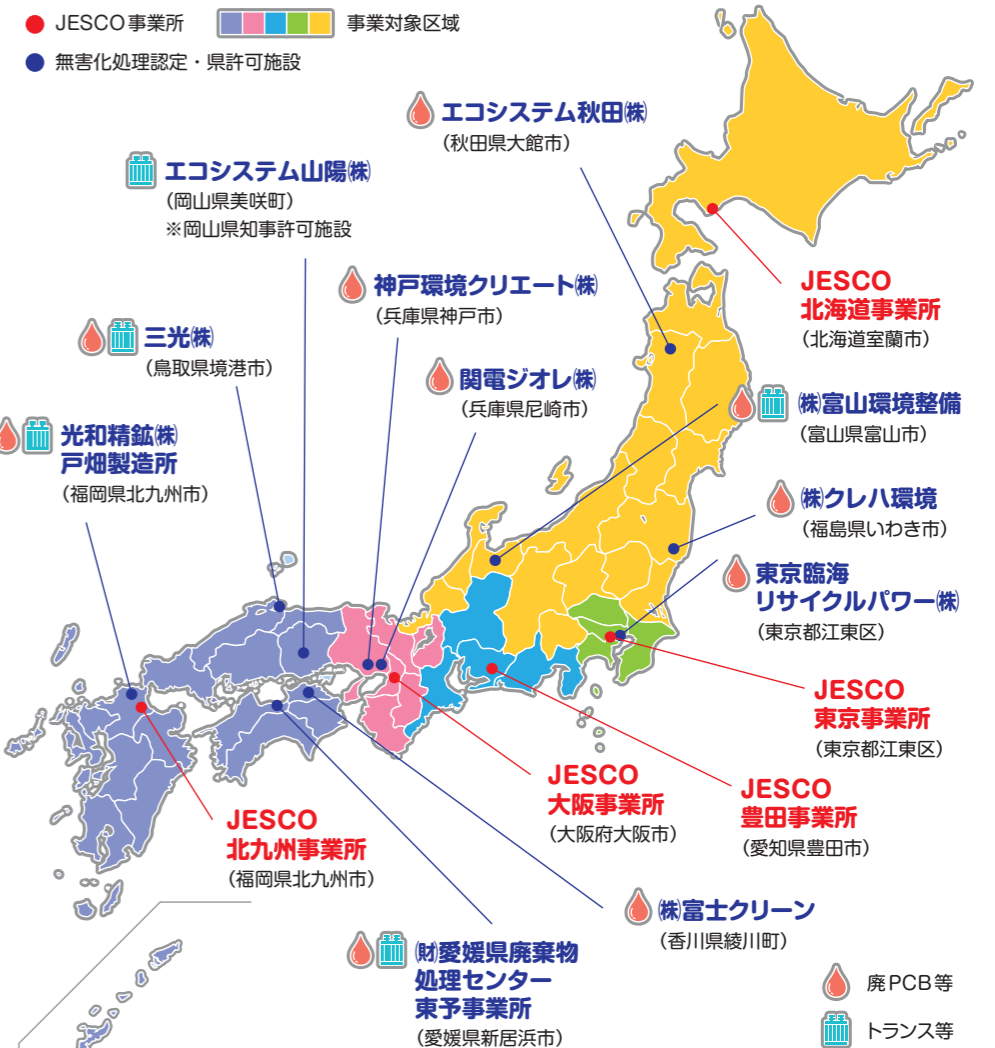 JESCO事業所
事業対象区域
無害化処理認定・県許可施設
エコシステム秋田㈱
(秋田県大館市)
エコシステム山陽㈱
(岡山県美咲町)
※岡山県知事許可施設
JESCO
北海道事業所
(北海道室蘭市)
神戸環境クリエート㈱
(兵庫県神戸市)
三光㈱
(鳥取県境港市)
関電ジオレ㈱
(兵庫県尼崎市)
㈱富山環境整備
(富山県富山市)
光和精鉱㈱
戸畑製造所
(福岡県北九州市)
㈱クレハ環境
(福島県いわき市)
東京臨海
リサイクルパワー㈱
(東京都江東区)
JESCO
東京事業所
(東京都江東区)
JESCO
大阪事業所
(大阪府大阪市)
JESCO
豊田事業所
(愛知県豊田市)
JESCO
北九州事業所
(福岡県北九州市)
㈱富士クリーン
(香川県綾川町)
㈶愛媛県廃棄物
処理センター
東予事業所
(愛媛県新居浜市)
廃PCB等
トランス等